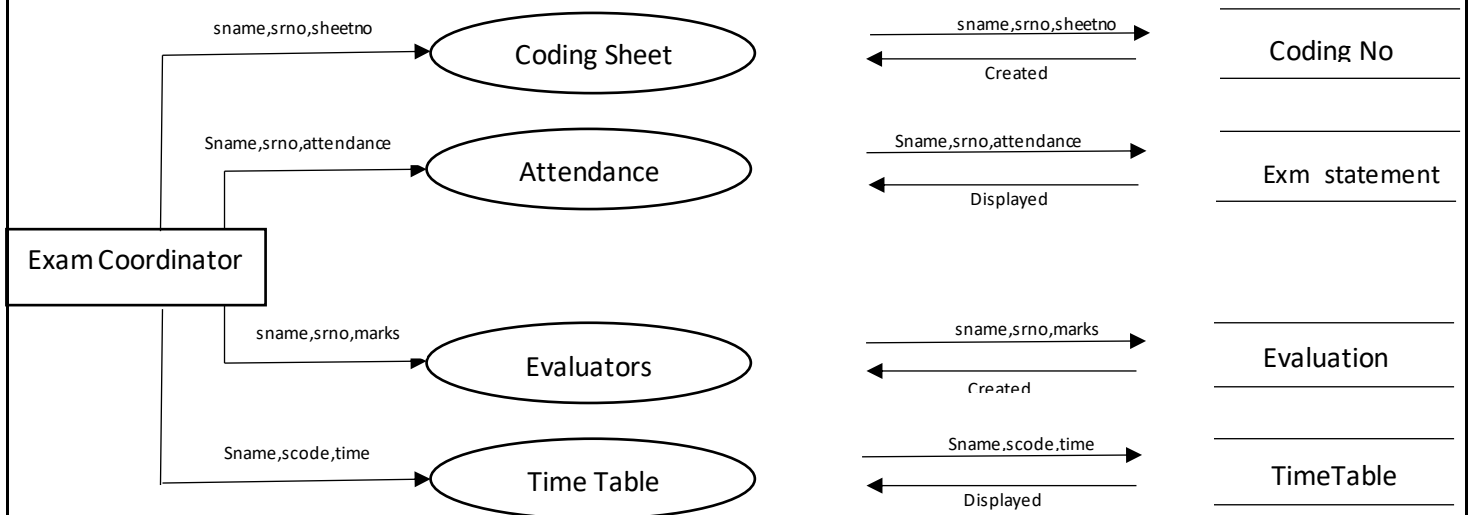 sname,srno,sheetno
Coding Sheet
sname,srno,sheetno
Created
Coding No
Sname,srno,attendance
Attendance
Sname,srno,attendance
Displayed
Exm statement
Exam Coordinator
sname,srno,marks
Evaluators
sname,srno,marks
Created
Evaluation
Sname,scode,time
Time Table
Sname,scode,time
Displayed
TimeTable